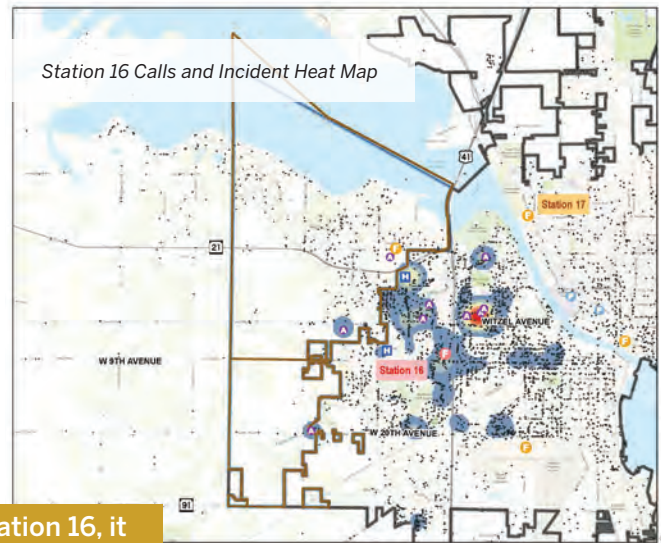 Station 16 Calls and Incident Heat Map
41
Station 17
F
F
A
A
21
H
A
A
A
A
F
F
A
WITZEL AVENUE
F
H
F
W 9TH AVENUE
Station 16
A
W 20TH AVENUE
F
91
ation 16, it